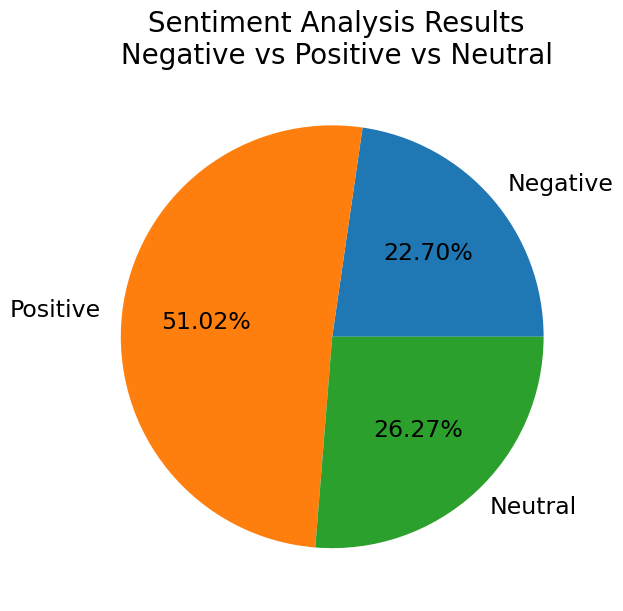 Sentiment Analysis Results
Negative vs Positive vs Neutral
Negative
22.70%
Positive
51.02%
26.27%
Neutral